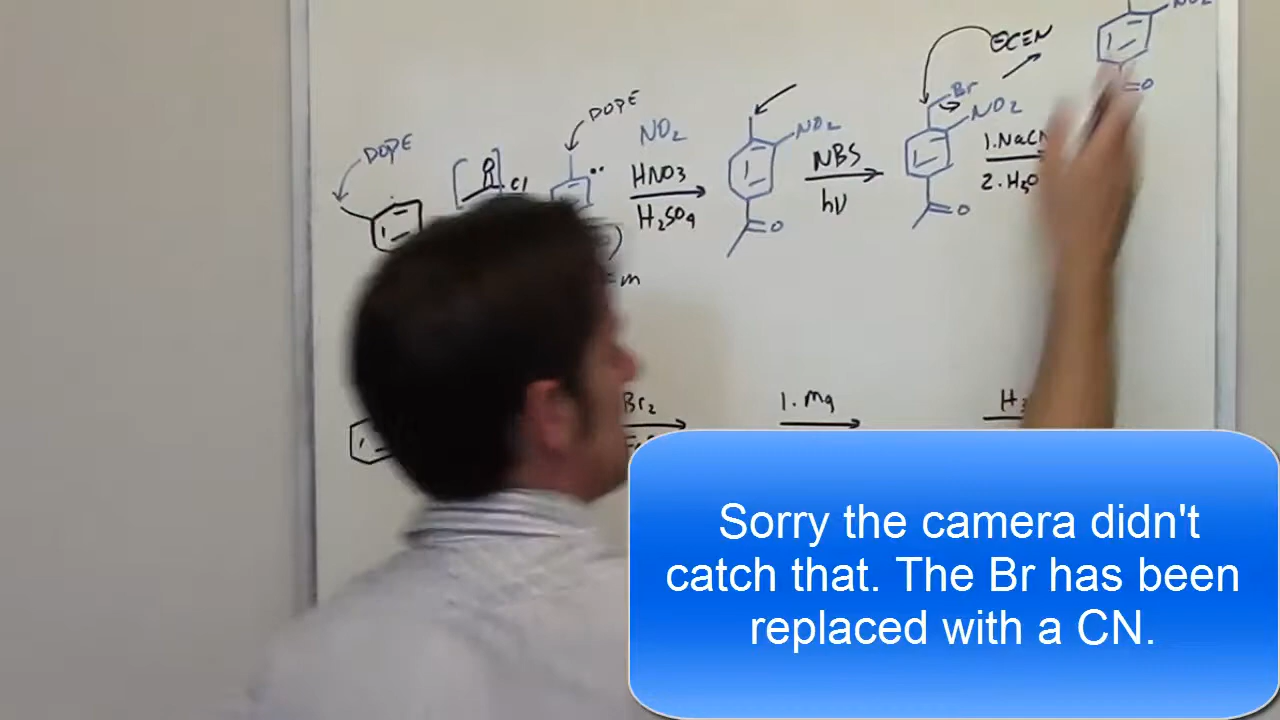 ⊖C≡N
NO2
Br
NO2
O
DOPE
DOPE
NO2
NO2
NBS
hν
1. NaCN
2. H3O
O
Cl
HNO3
H2SO4
O
O
= m
Br2
1. Mg
Sorry the camera didn't
catch that. The Br has been
replaced with a CN.